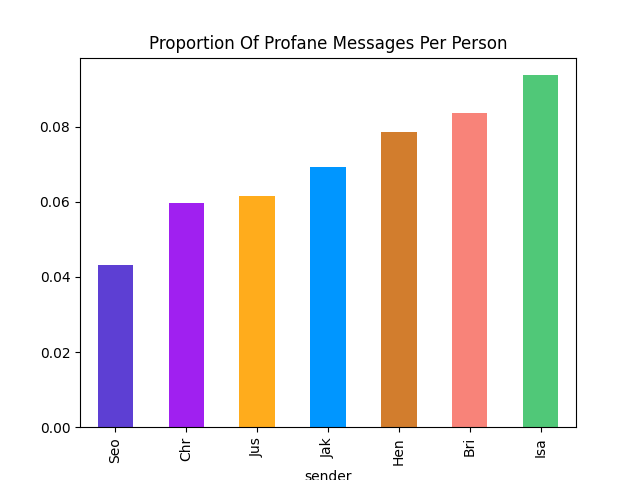 Proportion Of Profane Messages Per Person
0.08
0.06
0.04
0.02
0.00
Seo
Chr
Jus
Jak
Hen
Bri
Isa
sender